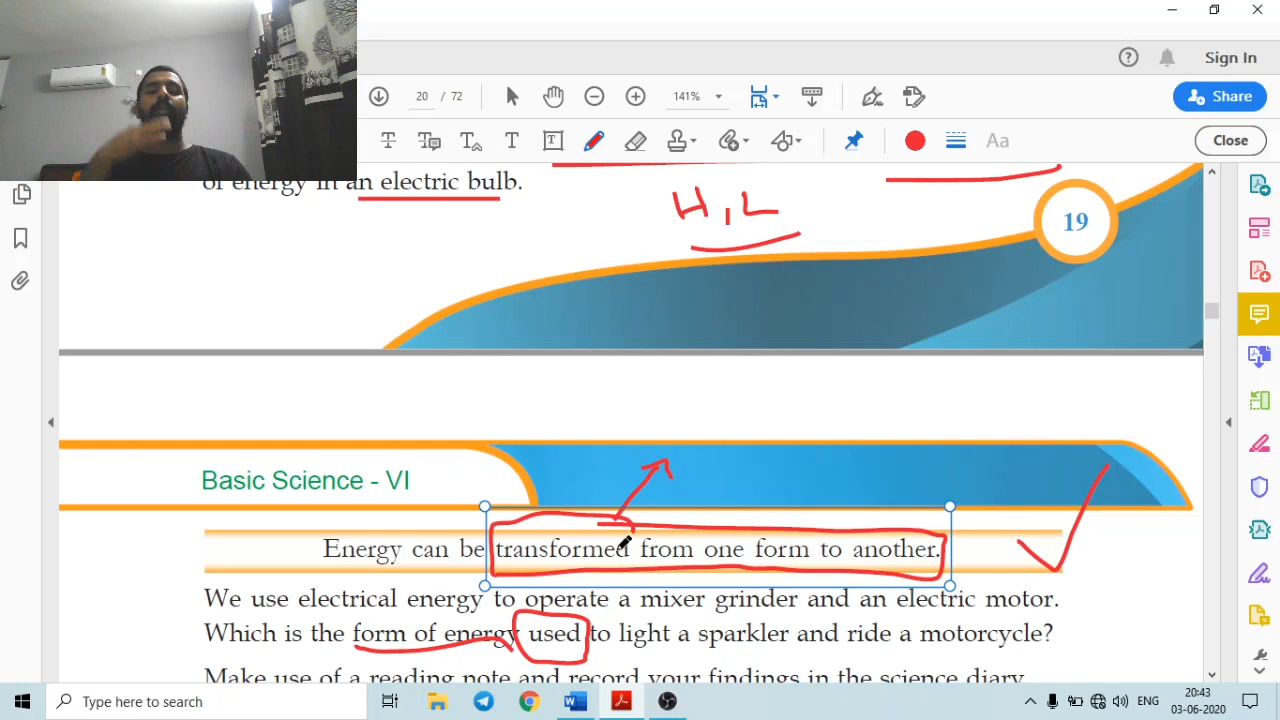 Sign In
20 / 72
141%
Share
Aa
Close
of energy in an electric bulb.
H, L
19
Basic Science - VI
Energy can be transformed from one form to another.
We use electrical energy to operate a mixer grinder and an electric motor.
Which is the form of energy used to light a sparkler and ride a motorcycle?
Make use of a reading note and record your findings in the science diary.
Type here to search
ENG
20:43
03-06-2020